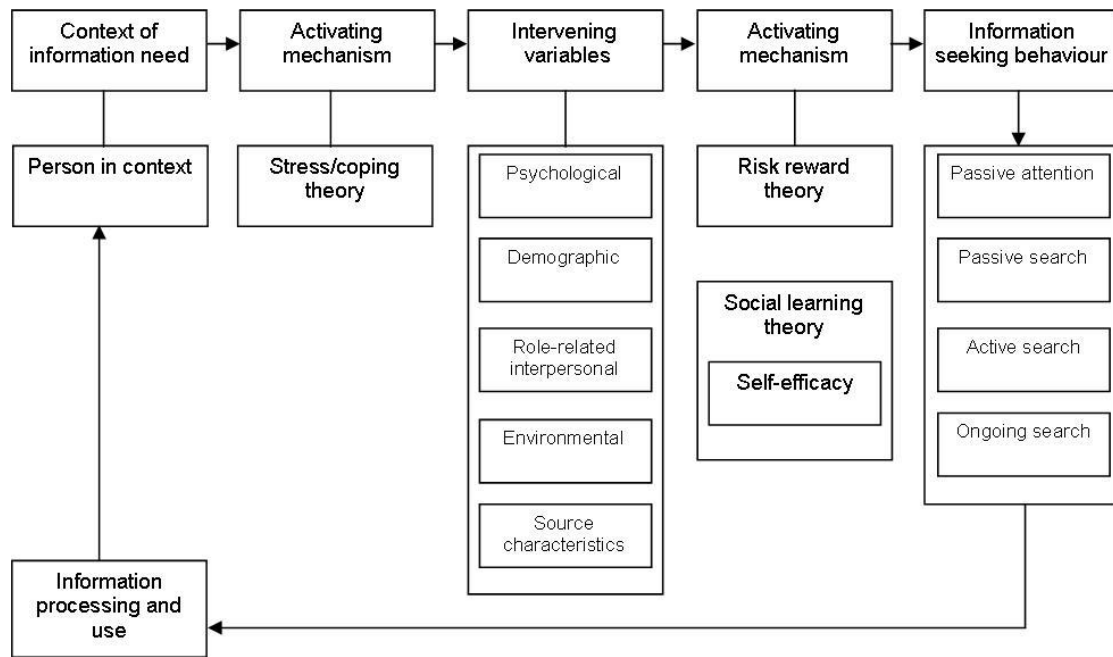 Context of
information need
Activating
mechanism
Intervening
variables
Activating
mechanism
Information
seeking behaviour
Person in context
Stress/coping
theory
Psychological
Demographic
Role-related
interpersonal
Environmental
Source
characteristics
Risk reward
theory
Social learning
theory
Self-efficacy
Passive attention
Passive search
Active search
Ongoing search
Information
processing and
use